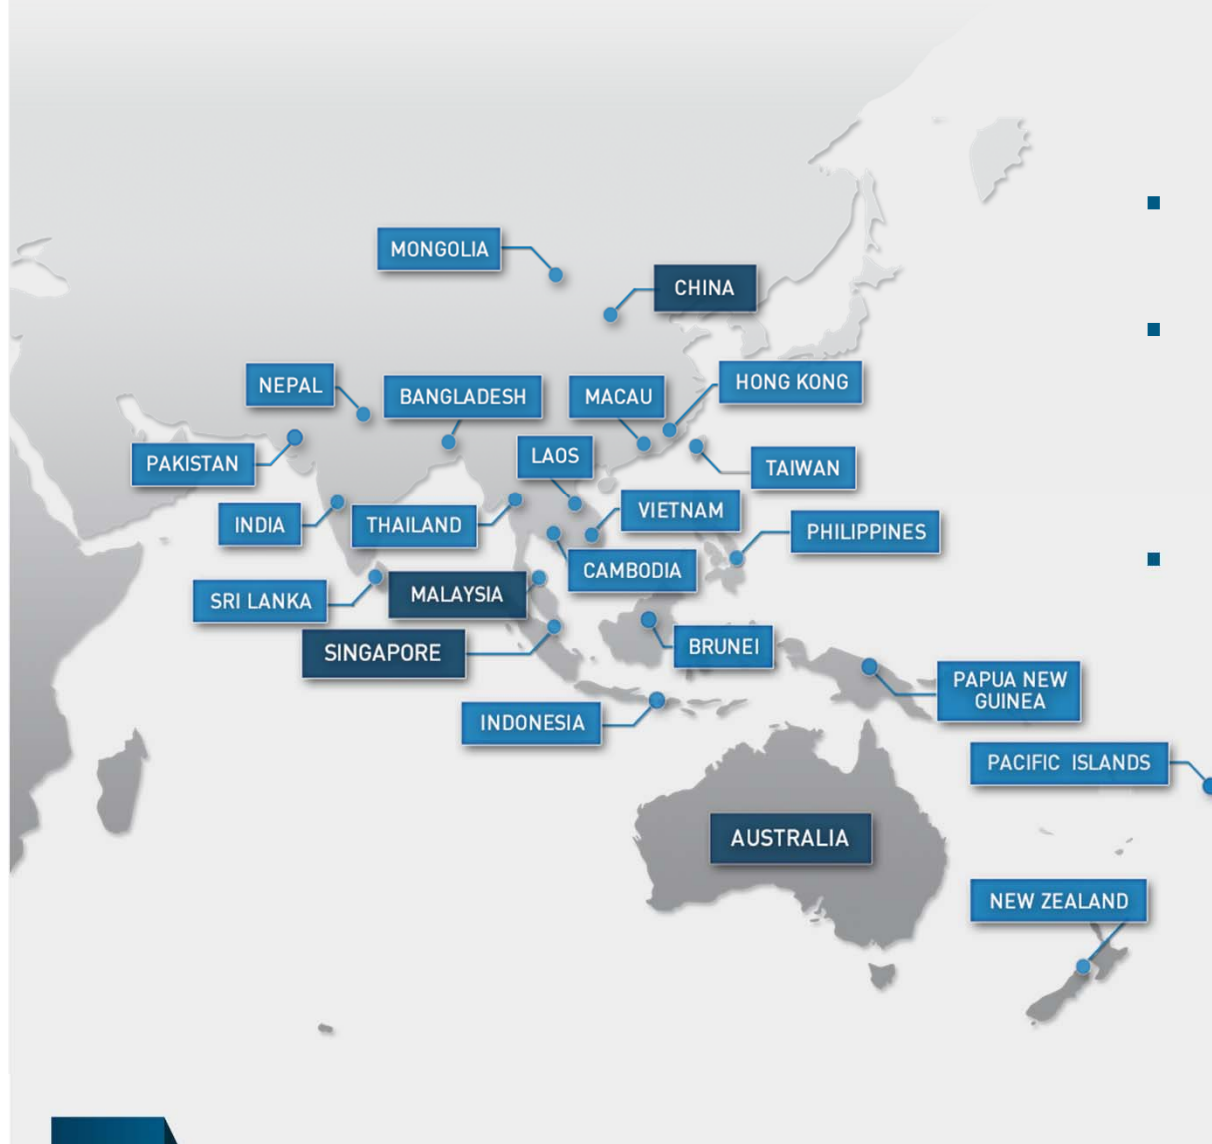 MONGOLIA
CHINA
NEPAL
BANGLADESH
MACAU
HONG KONG
PAKISTAN
LAOS
TAIWAN
INDIA
THAILAND
VIETNAM
PHILIPPINES
CAMBODIA
SRI LANKA
MALAYSIA
SINGAPORE
BRUNEI
PAPUA NEW
GUINEA
INDONESIA
PACIFIC ISLANDS
AUSTRALIA
NEW ZEALAND